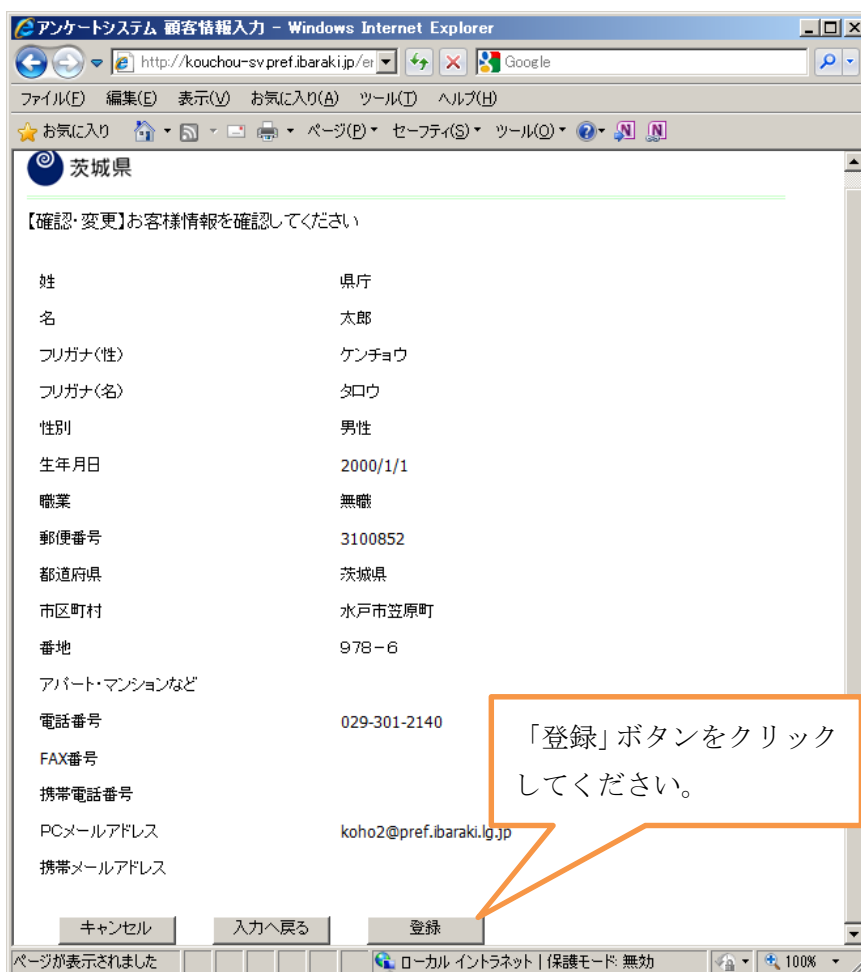 アンケートシステム 顧客情報入力 - Windows Internet Explorer
http://kouchou-sv.pref.ibaraki.jp/er
Google
ファイル(F) 編集(E) 表示(V) お気に入り(A) ツール(T) ヘルプ(H)
お気に入り ページ(P) セーフティ(S) ツール(O)
茨城県
【確認・変更】お客様情報を確認してください
姓 県庁
名 太郎
フリガナ(性) ケンチョウ
フリガナ(名) タロウ
性別 男性
生年月日 2000/1/1
職業 無職
郵便番号 3100852
都道府県 茨城県
市区町村 水戸市笠原町
番地 978-6
アパート・マンションなど
電話番号 029-301-2140
FAX番号
携帯電話番号
PCメールアドレス koho2@pref.ibaraki.lg.jp
携帯メールアドレス
「登録」ボタンをクリック
してください。
キャンセル 入力へ戻る 登録
ページが表示されました ローカル イントラネット | 保護モード: 無効 100%